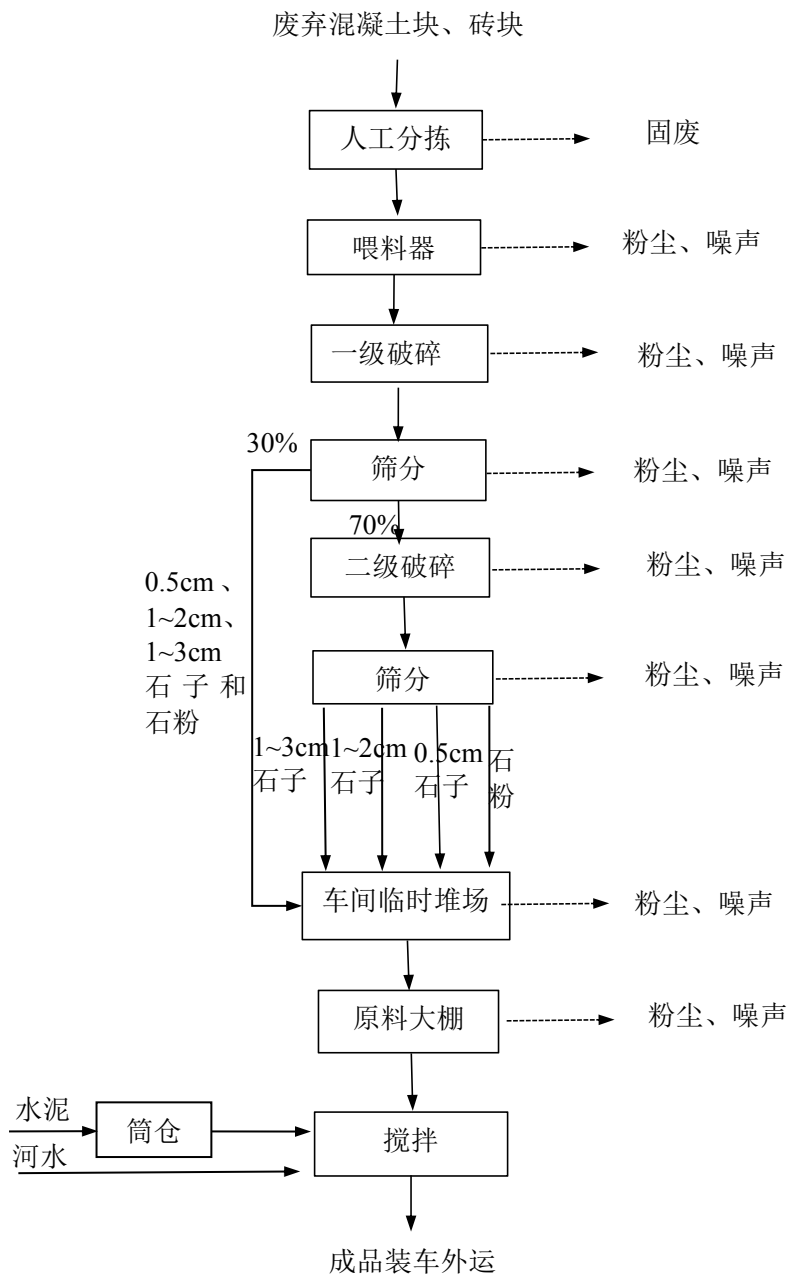 废弃混凝土块、砖块
人工分拣
固废
喂料器
粉尘、噪声
一级破碎
粉尘、噪声
30%
筛分
粉尘、噪声
70%
二级破碎
粉尘、噪声
0.5cm、
1~2cm、
1~3cm
石子和
石粉
筛分
粉尘、噪声
1~3cm
石子
1~2cm
石子
0.5cm
石子
石
粉
车间临时堆场
粉尘、噪声
原料大棚
粉尘、噪声
水泥
筒仓
河水
搅拌
成品装车外运